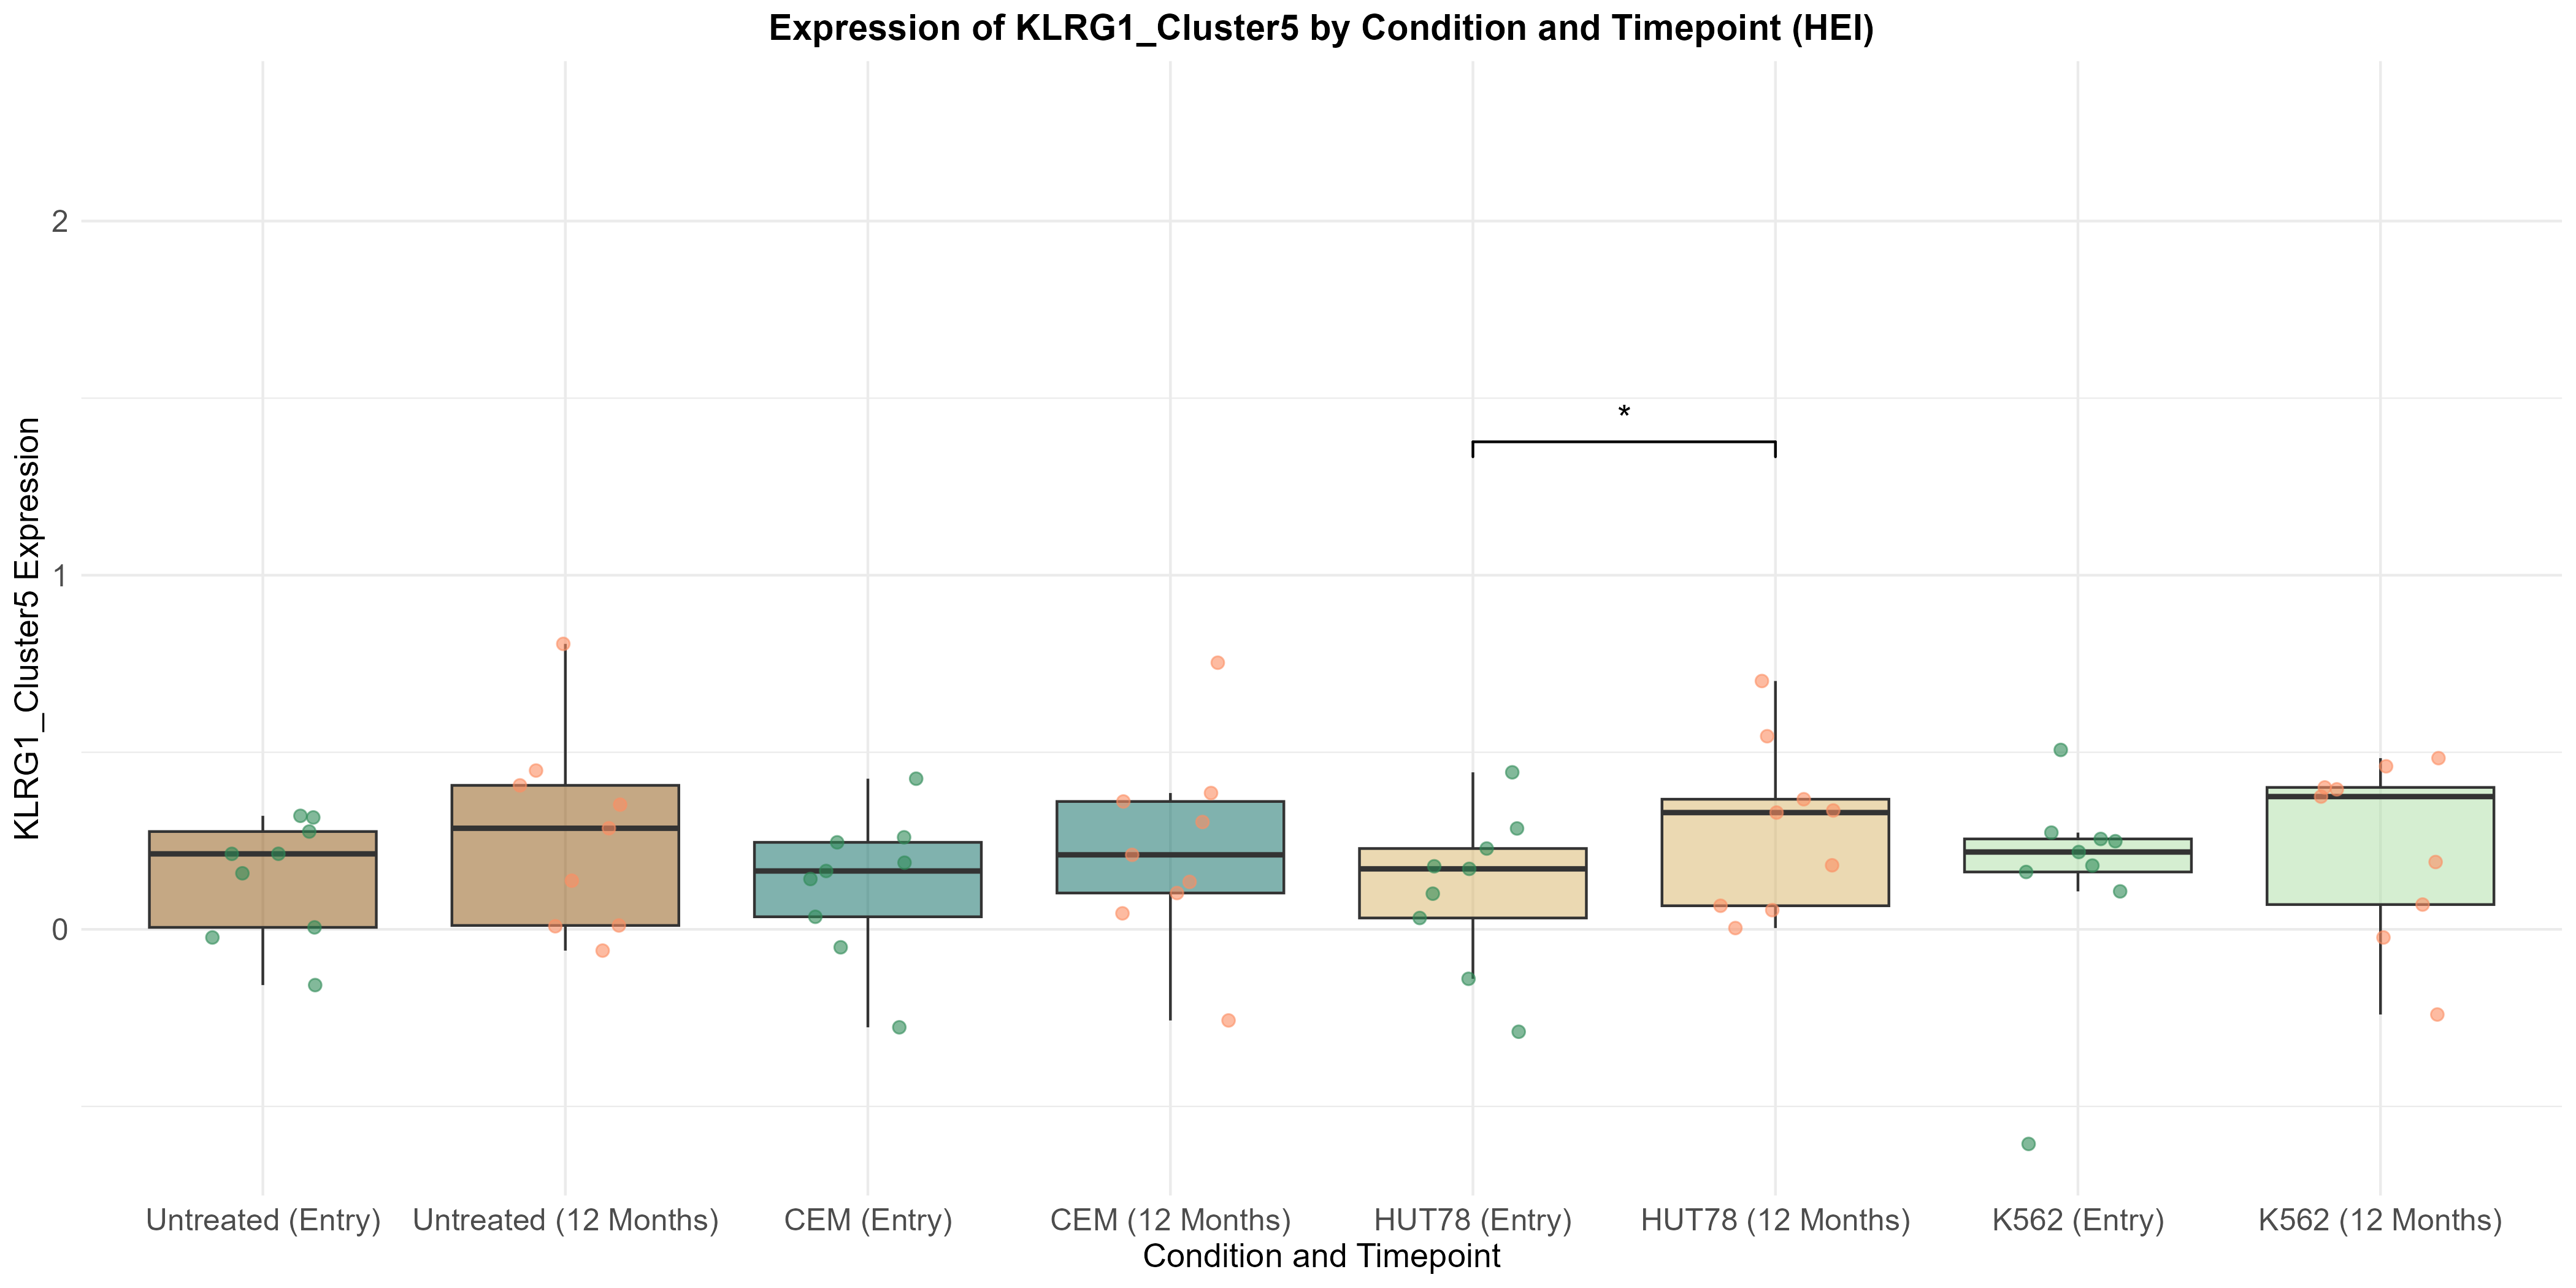 Expression of KLRG1_Cluster5 by Condition and Timepoint (HEI)
KLRG1_Cluster5 Expression
2
1
0
*
Untreated (Entry)
Untreated (12 Months)
CEM (Entry)
CEM (12 Months)
HUT78 (Entry)
HUT78 (12 Months)
K562 (Entry)
K562 (12 Months)
Condition and Timepoint